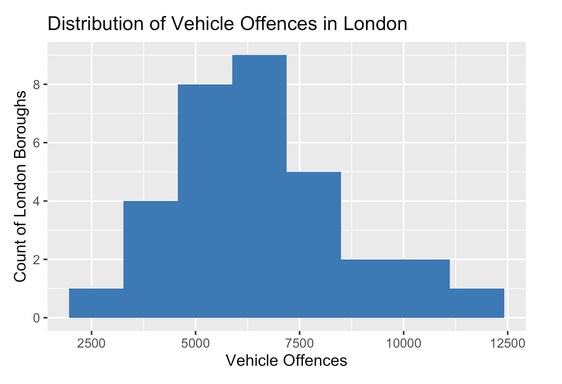 Distribution of Vehicle Offences in London
Count of London Boroughs
8
6
4
2
0
2500 5000 7500 10000 12500
Vehicle Offences